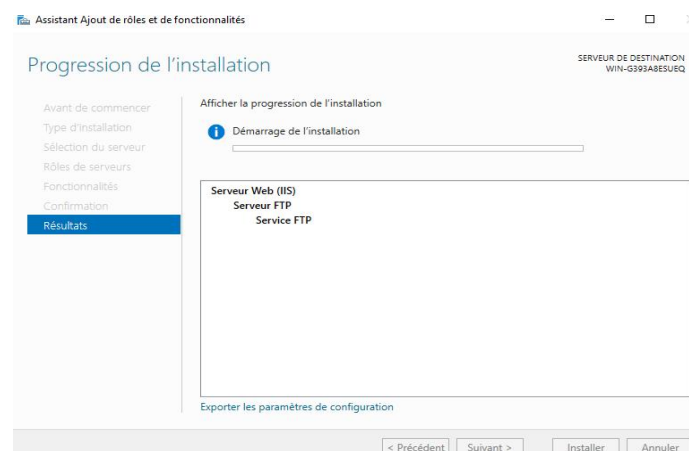 Assistant Ajout de rôles et de fonctionnalités
Progression de l'installation
SERVEUR DE DESTINATION
WIN-G393A8ESUEQ
Avant de commencer
Type d'installation
Sélection du serveur
Rôles de serveurs
Fonctionnalités
Confirmation
Résultats
Afficher la progression de l'installation
Démarrage de l'installation
Serveur Web (IIS)
Serveur FTP
Service FTP
Exporter les paramètres de configuration
< Précédent
Suivant >
Installer
Annuler